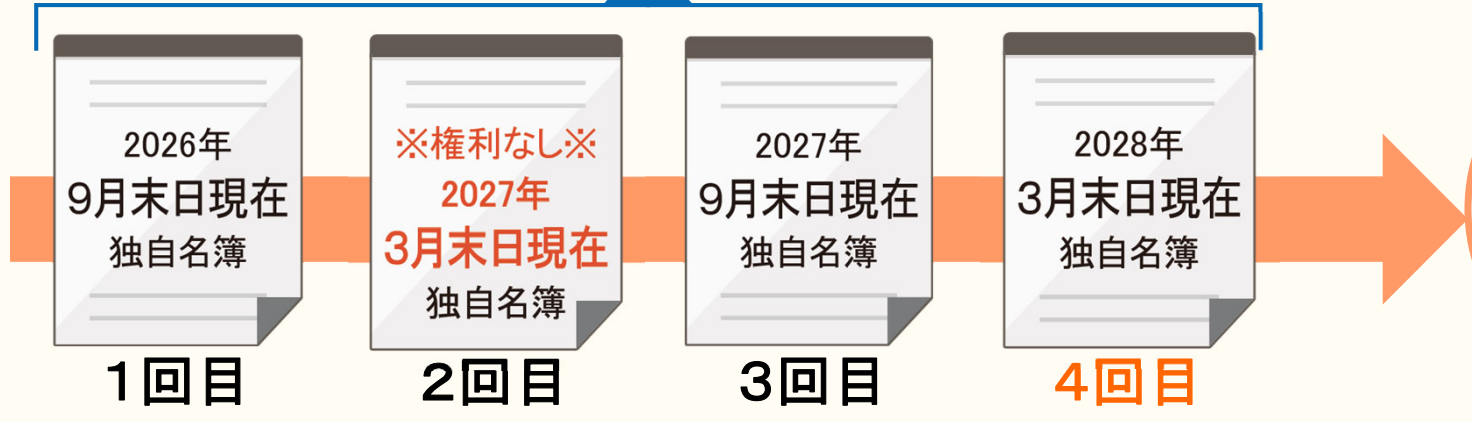 2026年
9月末日現在
独自名簿
1回目
※権利なし※
2027年
3月末日現在
独自名簿
2回目
2027年
9月末日現在
独自名簿
3回目
2028年
3月末日現在
独自名簿
4回目